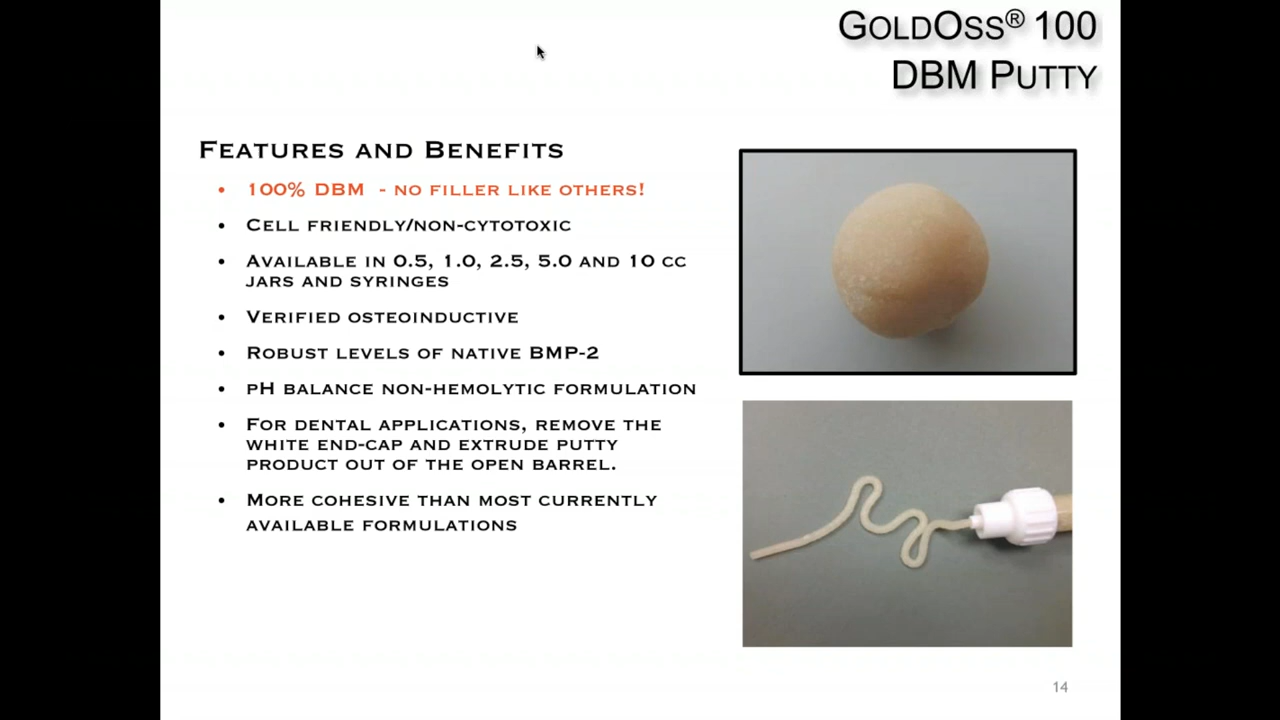 GoldOss® 100
DBM Putty
Features and Benefits
• 100% DBM - no filler like others!
• Cell friendly/non-cytotoxic
• Available in 0.5, 1.0, 2.5, 5.0 and 10 cc
jars and syringes
• Verified osteoinductive
• Robust levels of native BMP-2
• pH balance non-hemolytic formulation
• For dental applications, remove the
white end-cap and extrude putty
product out of the open barrel.
• More cohesive than most currently
available formulations
14